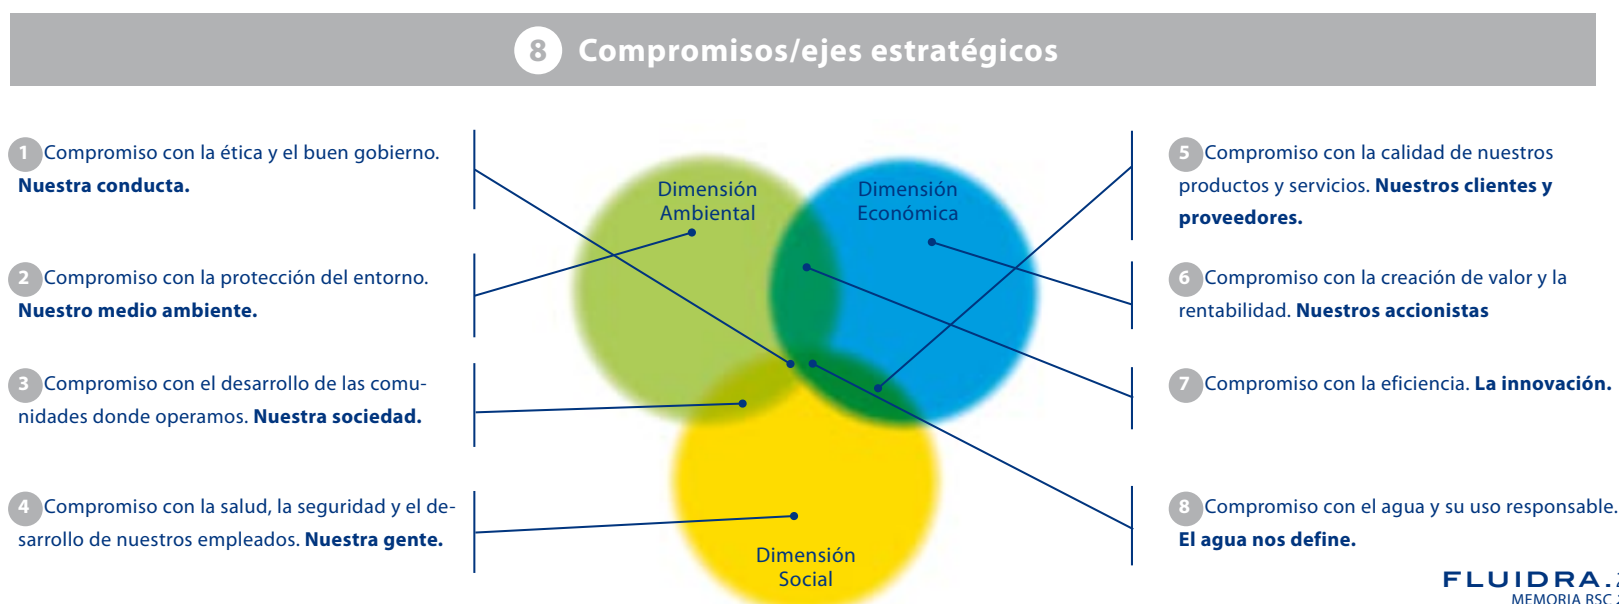 8 Compromisos/ejes estratégicos
1 Compromiso con la ética y el buen gobierno.
Nuestra conducta.
2 Compromiso con la protección del entorno.
Nuestro medio ambiente.
3 Compromiso con el desarrollo de las comu-
nidades donde operamos. Nuestra sociedad.
4 Compromiso con la salud, la seguridad y el de-
sarrollo de nuestros empleados. Nuestra gente.
Dimensión
Ambiental
Dimensión
Económica
Dimensión
Social
5 Compromiso con la calidad de nuestros
productos y servicios. Nuestros clientes y
proveedores.
6 Compromiso con la creación de valor y la
rentabilidad. Nuestros accionistas
7 Compromiso con la eficiencia. La innovación.
8 Compromiso con el agua y su uso responsable.
El agua nos define.
FLUIDRA.
MEMORIA RSC